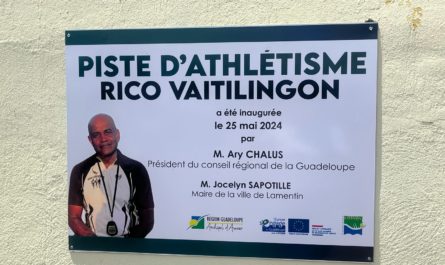 PISTE D'ATHLÉTISME
RICO VAITILINGON
a été inaugurée
le 25 mai 2024
par
M. Ary CHALUS
Président du conseil régional de la Guadeloupe
M. Jocelyn SAPOTILLE
Maire de la ville de Lamentin
REGION GUADELOUPE